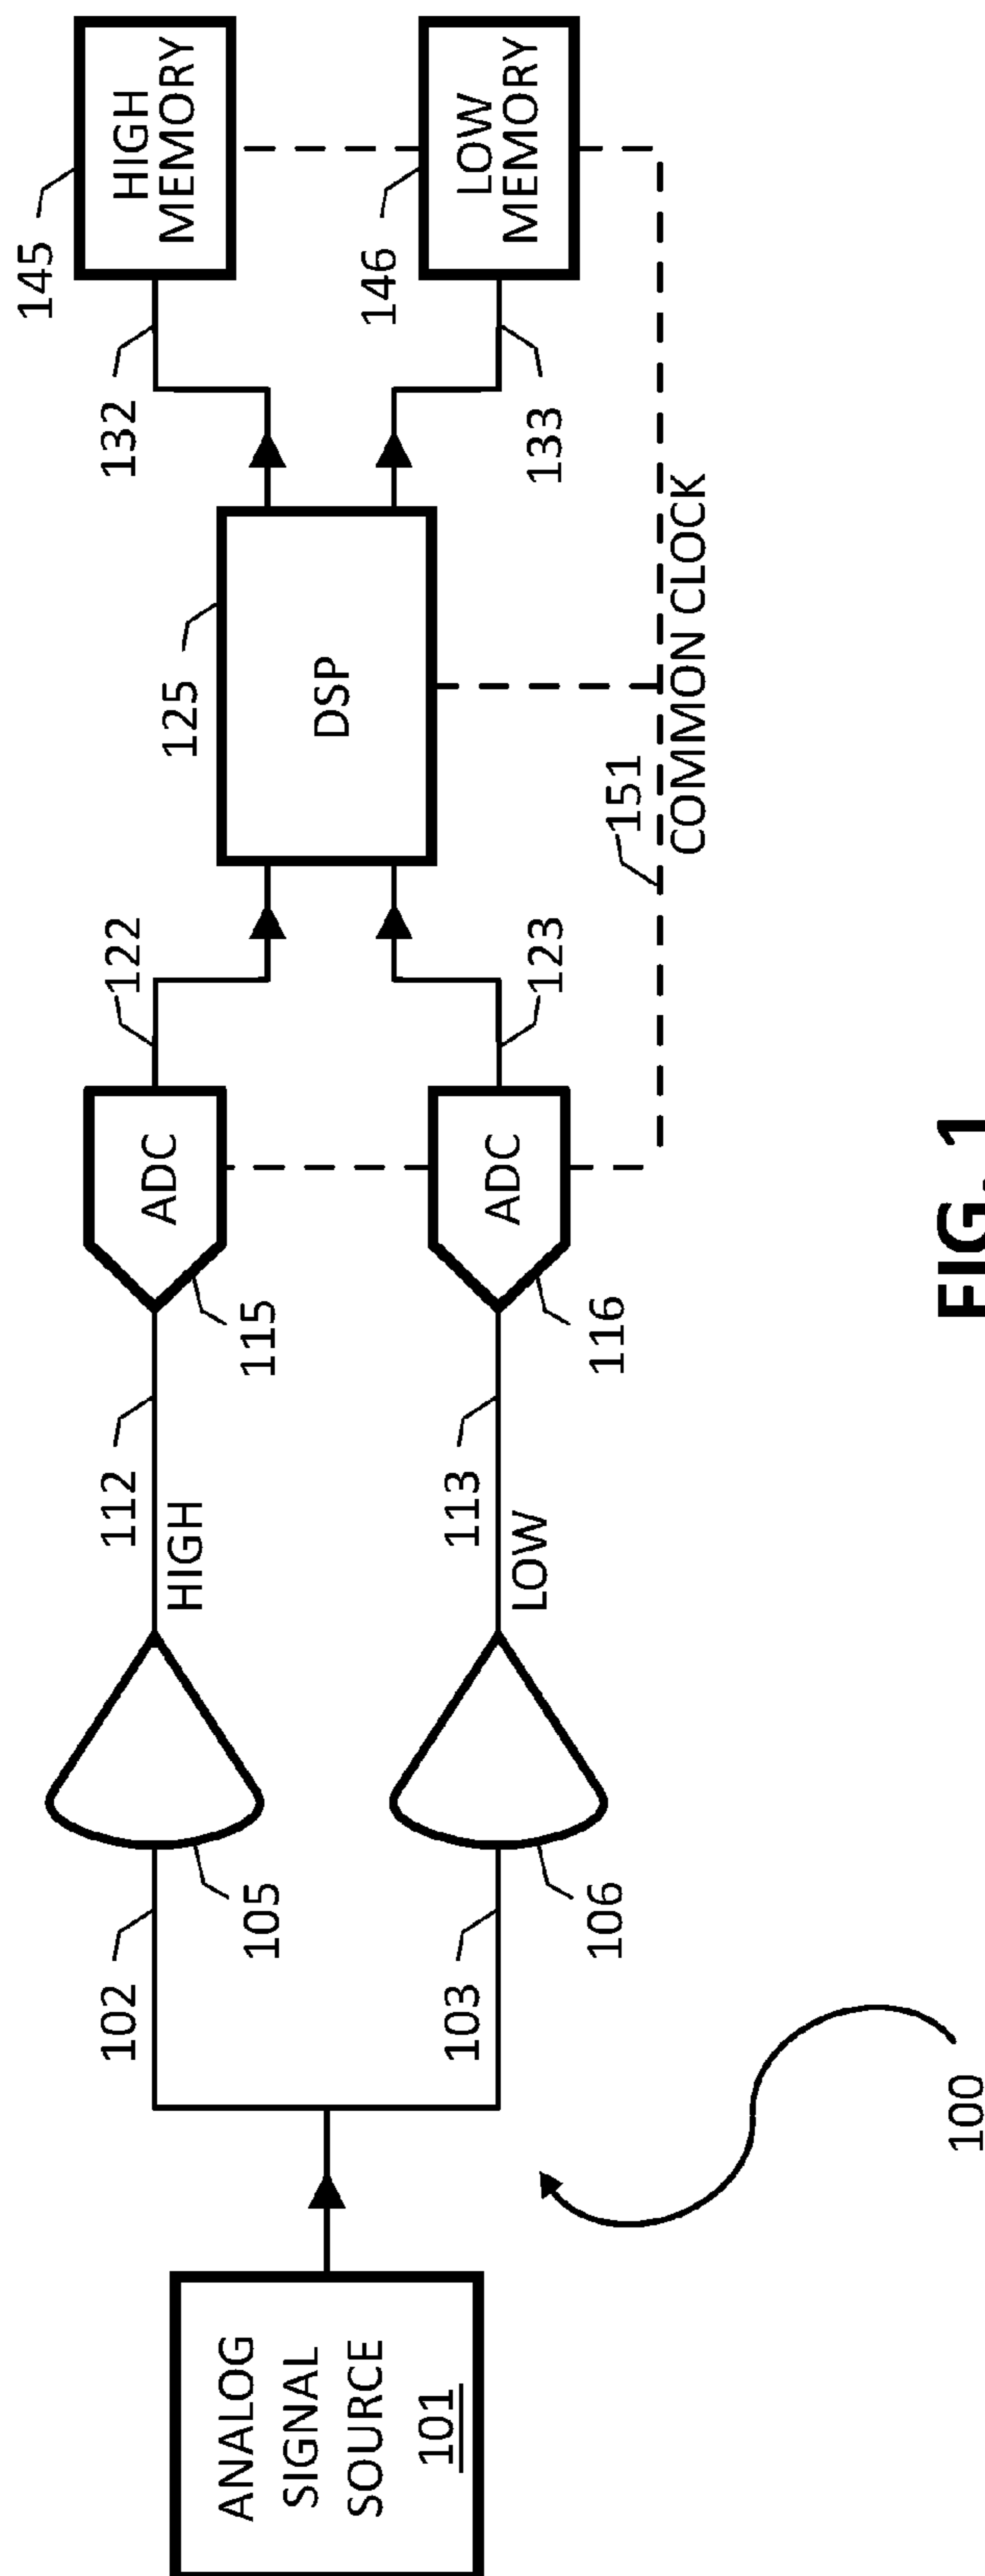 ANALOG
SIGNAL
SOURCE
101
102
103
105
106
HIGH
LOW
112
113
115
116
ADC
ADC
122
123
125
DSP
132
133
145
146
HIGH
MEMORY
LOW
MEMORY
151
COMMON CLOCK
100
FIG. 1